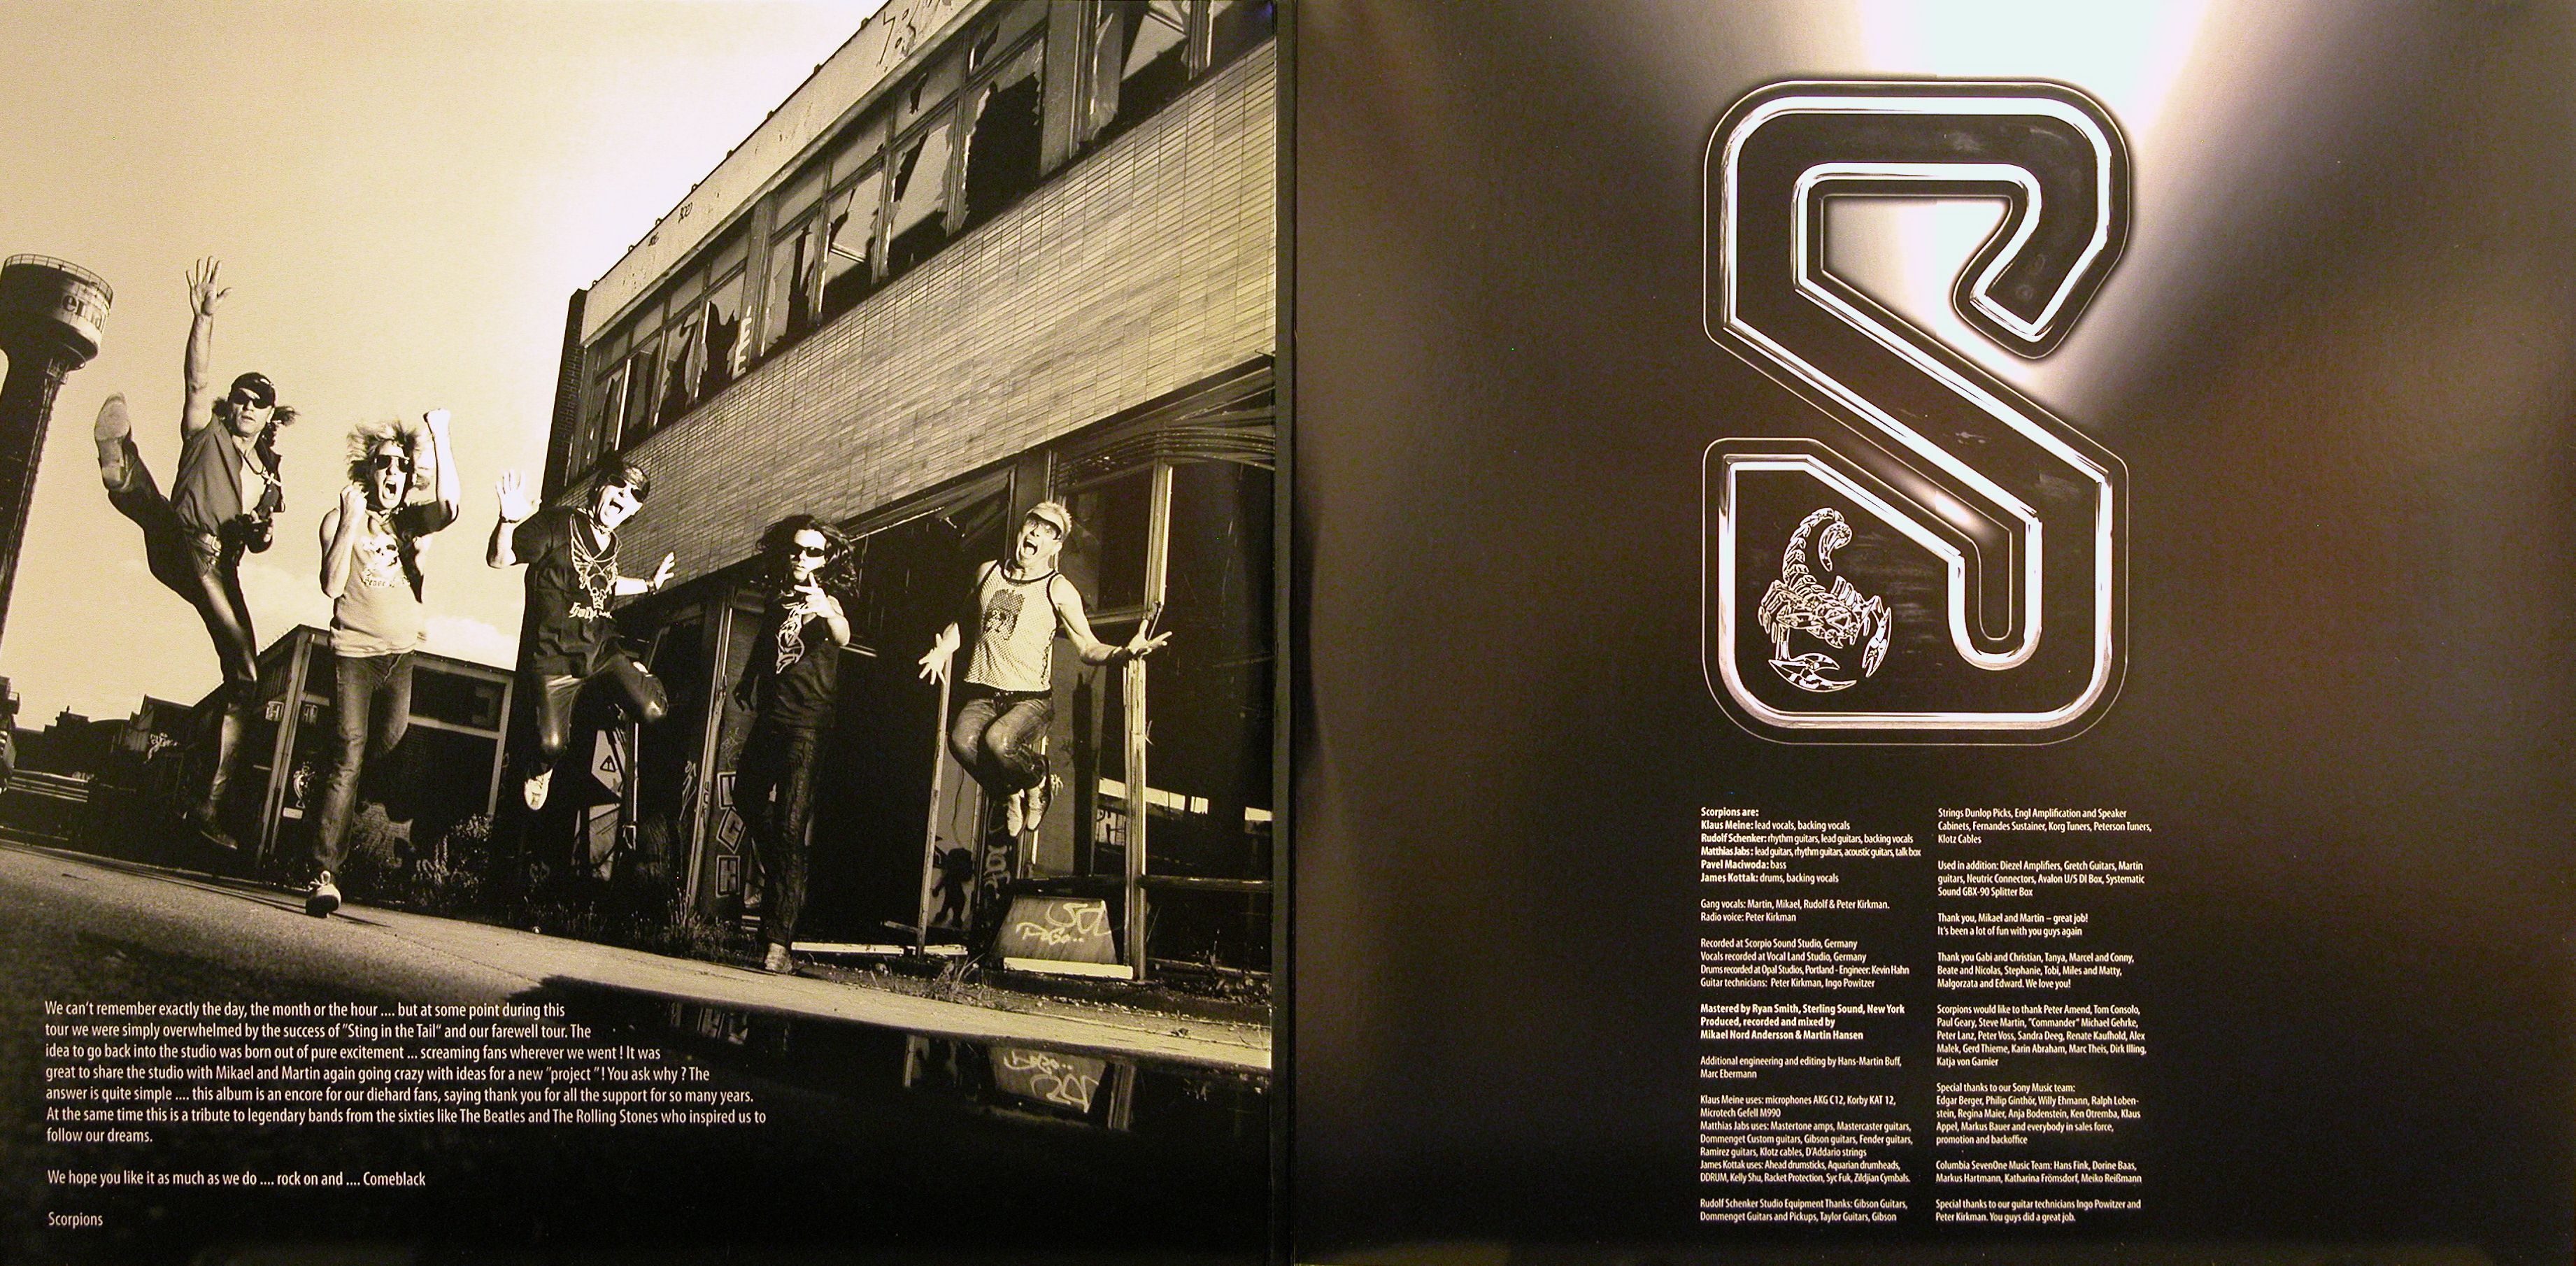 We can't remember exactly the day, the month or the hour .... but at some point during this
tour we were simply overwhelmed by the success of "Sting in the Tail" and our farewell tour. The
idea to go back into the studio was born out of pure excitement ... screaming fans wherever we went ! It was
great to share the studio with Mikael and Martin again going crazy with ideas for a new "project " ! You ask why ? The
answer is quite simple .... this album is an encore for our diehard fans, saying thank you for all the support for so many years.
At the same time this is a tribute to legendary bands from the sixties like The Beatles and The Rolling Stones who inspired us to
follow our dreams.
We hope you like it as much as we do .... rock on and .... Comeblack
Scorpions
S
Scorpions are:
Klaus Meine: lead vocals, backing vocals
Rudolf Schenker: rhythm guitars, lead guitars, backing vocals
Matthias Jabs : lead guitars, rhythm guitars, acoustic guitars, talk box
Pavel Maciwoda: bass
James Kottak: drums, backing vocals
Gang vocals: Martin, Mikael, Rudolf & Peter Kirkman.
Radio voice: Peter Kirkman
Recorded at Scorpio Sound Studio, Germany
Vocals recorded at Vocal Land Studio, Germany
Drums recorded at Opal Studios, Portland - Engineer: Kevin Hahn
Guitar technicians: Peter Kirkman, Ingo Powitzer
Mastered by Ryan Smith, Sterling Sound, New York
Produced, recorded and mixed by
Mikael Nord Andersson & Martin Hansen
Additional engineering and editing by Hans-Martin Buff,
Marc Ebermann
Klaus Meine uses: microphones AKG C12, Korby KAT 12,
Microtech Gefell M990
Matthias Jabs uses: Mastertone amps, Mastercaster guitars,
Dommenget Custom guitars, Gibson guitars, Fender guitars,
Ramirez guitars, Klotz cables, D'Addario strings
James Kottak uses: Ahead drumsticks, Aquarian drumheads,
DDRUM, Kelly Shu, Racket Protection, Syc Fuk, Zildjian Cymbals.
Rudolf Schenker Studio Equipment Thanks: Gibson Guitars,
Dommenget Guitars and Pickups, Taylor Guitars, Gibson
Strings Dunlop Picks, Engl Amplification and Speaker
Cabinets, Fernandes Sustainer, Korg Tuners, Peterson Tuners,
Klotz Cables
Used in addition: Diezel Amplifiers, Gretch Guitars, Martin
guitars, Neutric Connectors, Avalon U/5 DI Box, Systematic
Sound GBX-90 Splitter Box
Thank you, Mikael and Martin – great job!
It's been a lot of fun with you guys again
Thank you Gabi and Christian, Tanya, Marcel and Conny,
Beate and Nicolas, Stephanie, Tobi, Miles and Matty,
Malgorzata and Edward. We love you!
Scorpions would like to thank Peter Amend, Tom Consolo,
Paul Geary, Steve Martin, "Commander" Michael Gehrke,
Peter Lanz, Peter Voss, Sandra Deeg, Renate Kaufhold, Alex
Malek, Gerd Thieme, Karin Abraham, Marc Theis, Dirk Illing,
Katja von Garnier
Special thanks to our Sony Music team:
Edgar Berger, Philip Ginthör, Willy Ehmann, Ralph Loben-
stein, Regina Maier, Anja Bodenstein, Ken Otremba, Klaus
Appel, Markus Bauer and everybody in sales force,
promotion and backoffice
Columbia SevenOne Music Team: Hans Fink, Dorine Baas,
Markus Hartmann, Katharina Frömsdorf, Meiko Reißmann
Special thanks to our guitar technicians Ingo Powitzer and
Peter Kirkman. You guys did a great job.